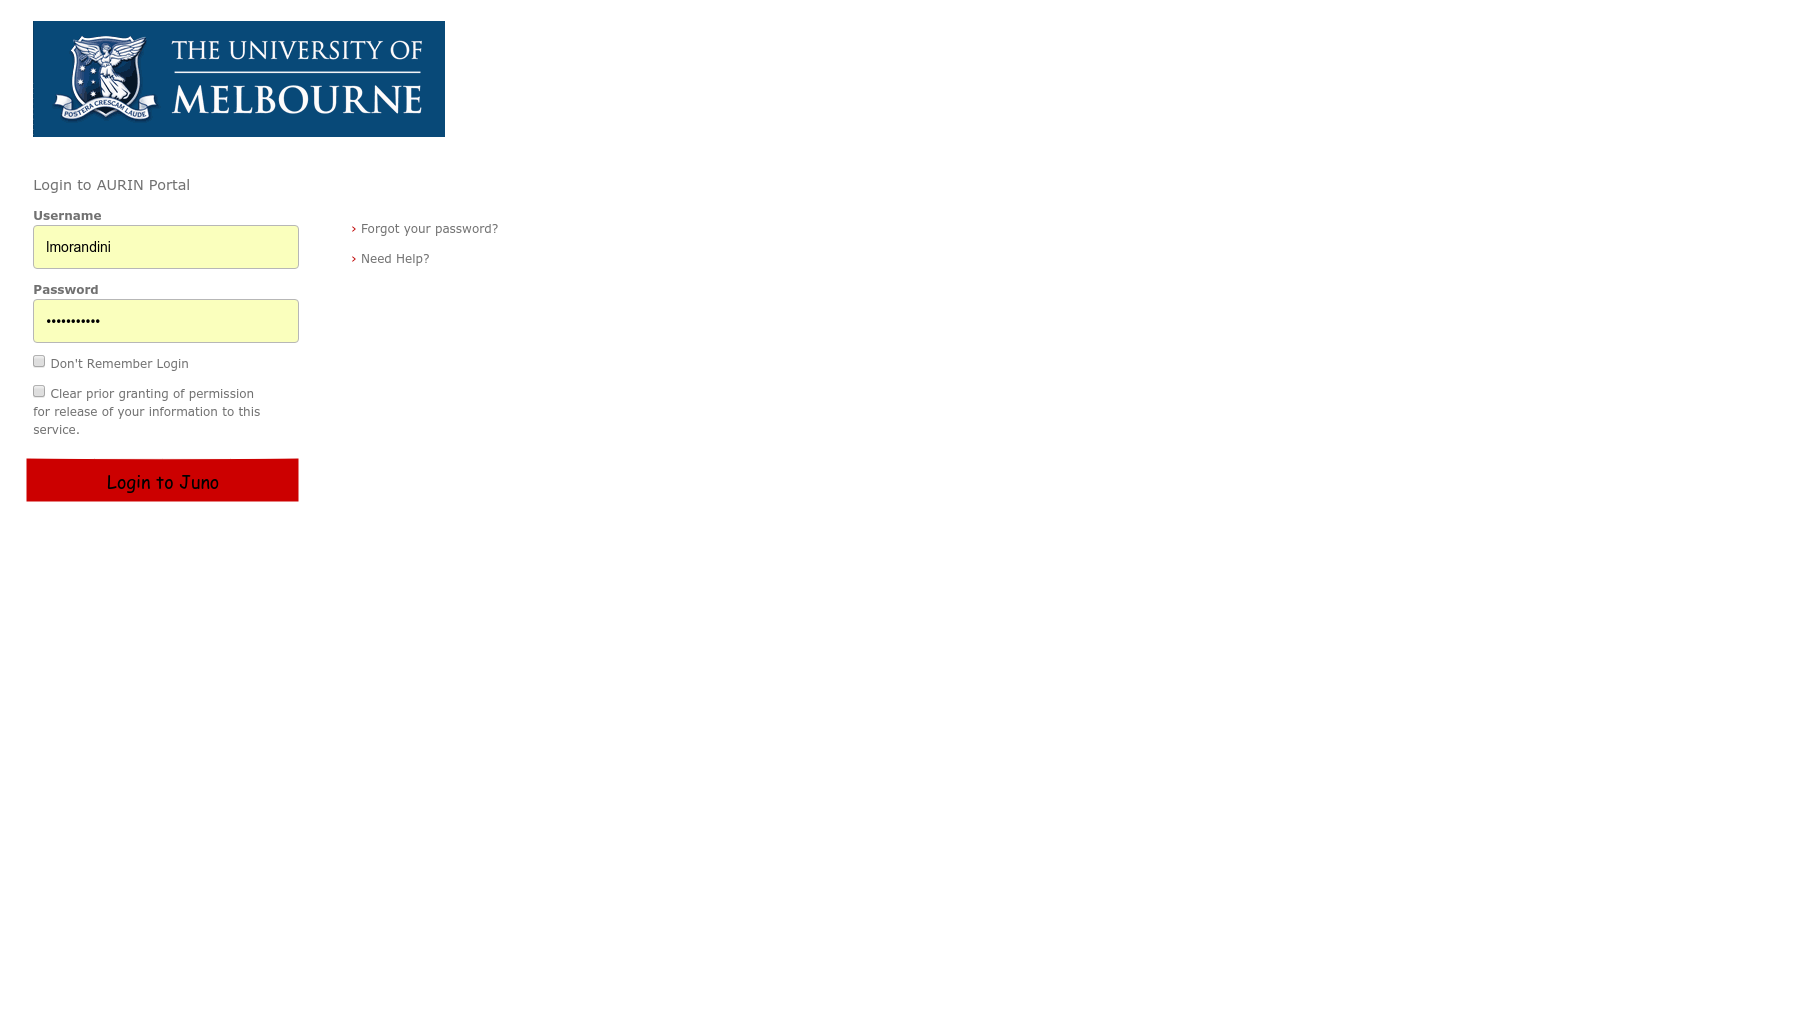 THE UNIVERSITY OF
MELBOURNE
POSTERA CRESCAM LAUDE
Login to AURIN Portal
Username
lmorandini
Password
•••••••••••
Don't Remember Login
Clear prior granting of permission
for release of your information to this
service.
Login to Juno
› Forgot your password?
› Need Help?